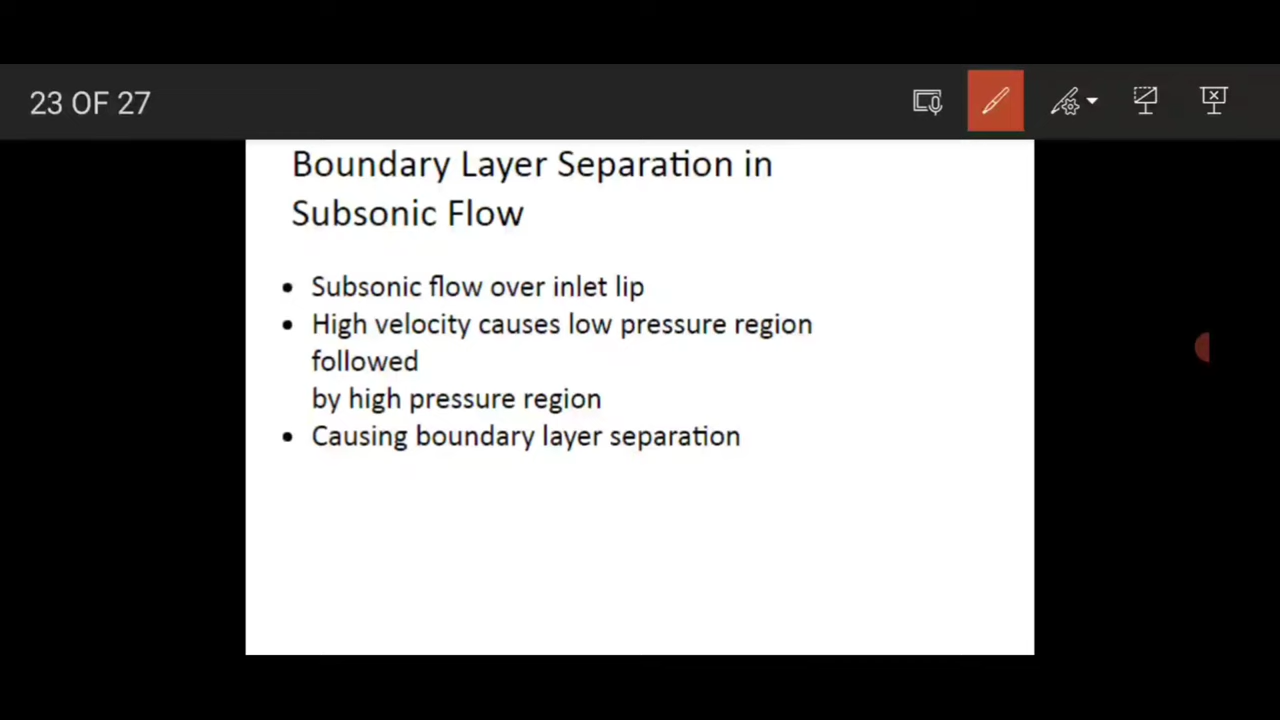 23 OF 27
Boundary Layer Separation in
Subsonic Flow
• Subsonic flow over inlet lip
• High velocity causes low pressure region
followed
by high pressure region
• Causing boundary layer separation